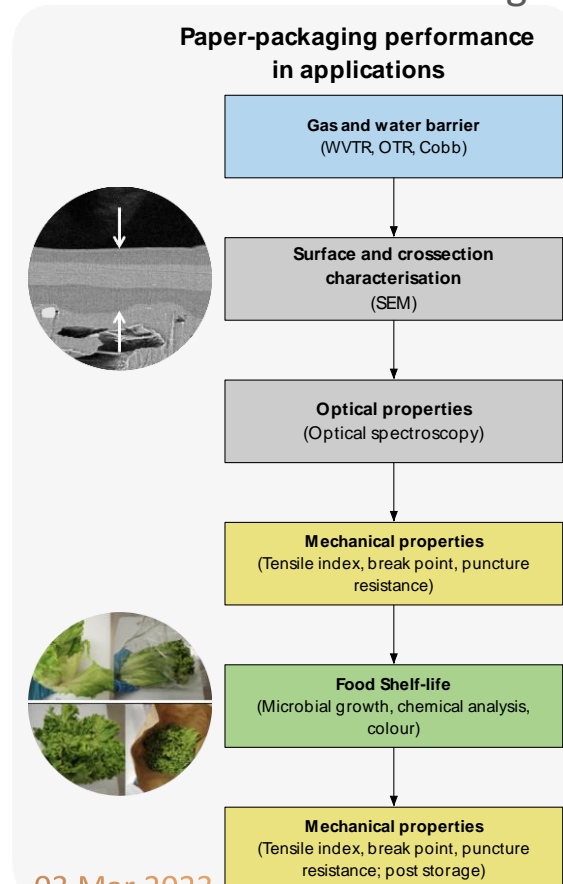 Paper-packaging performance
in applications
Gas and water barrier
(WVTR, OTR, Cobb)
Surface and crossection
characterisation
(SEM)
Optical properties
(Optical spectroscopy)
Mechanical properties
(Tensile index, break point, puncture
resistance)
Food Shelf-life
(Microbial growth, chemical analysis,
colour)
Mechanical properties
(Tensile index, break point, puncture
resistance; post storage)